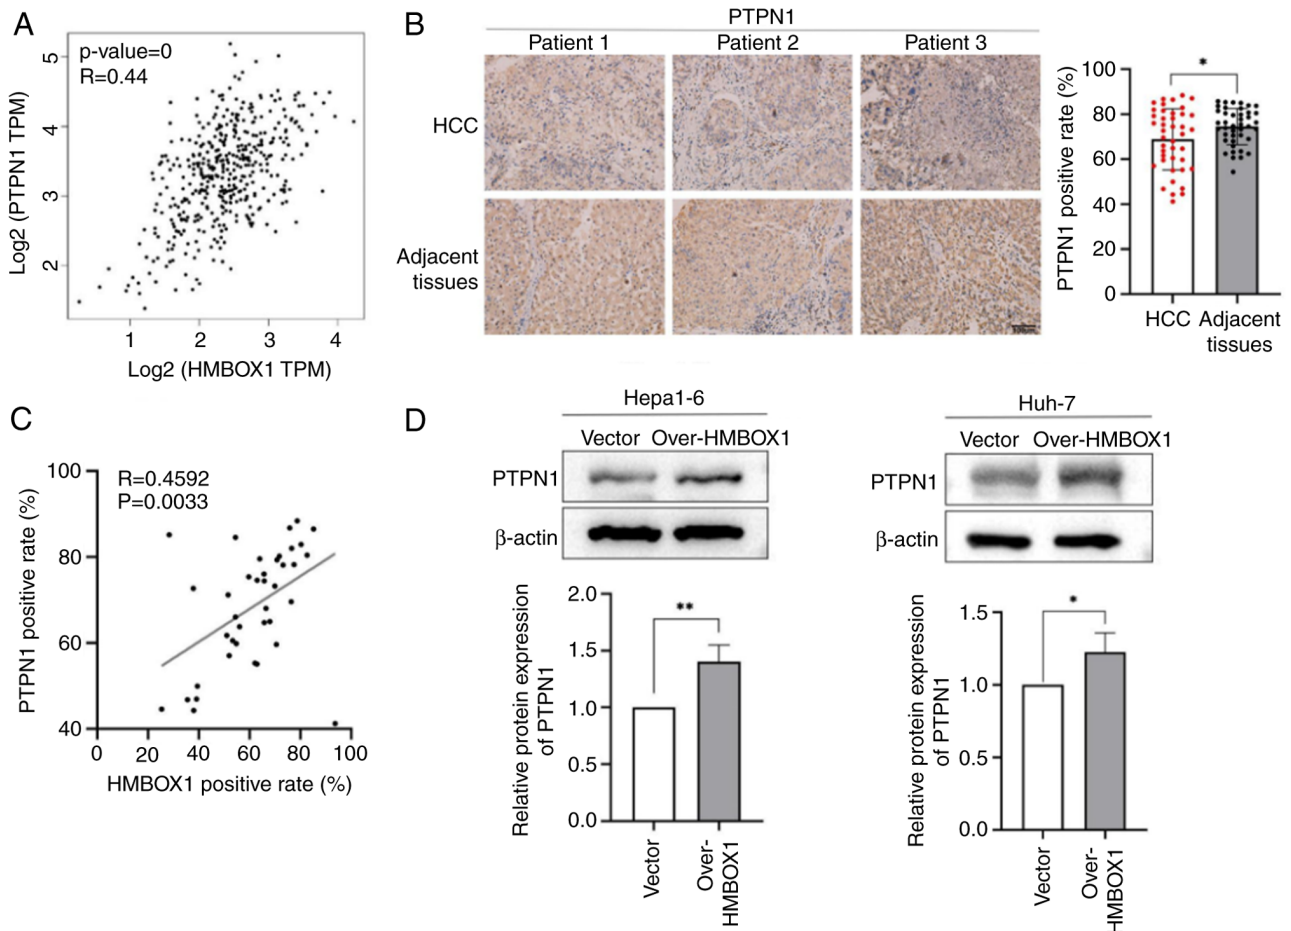 A
p-value=0
R=0.44
5
4
3
2
1
2
3
4
Log2 (PTPN1 TPM)
Log2 (HMBOX1 TPM)
B
PTPN1
Patient 1
Patient 2
Patient 3
HCC
Adjacent
tissues
PTPN1 positive rate (%)
100
80
60
40
20
0
*
HCC
Adjacent
tissues
C
R=0.4592
P=0.0033
PTPN1 positive rate (%)
100
80
60
40
0
20
40
60
80
100
HMBOX1 positive rate (%)
D
Hepa1-6
Vector
Over-HMBOX1
PTPN1
β-actin
Relative protein expression
of PTPN1
2.0
1.5
1.0
0.5
0.0
**
Vector
Over-
HMBOX1
Huh-7
Vector
Over-HMBOX1
PTPN1
β-actin
Relative protein expression
of PTPN1
1.5
1.0
0.5
0.0
*
Vector
Over-
HMBOX1